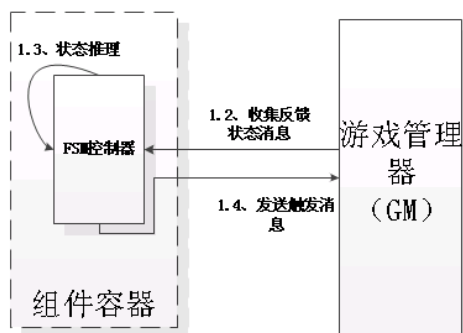 1.3、状态推理
FSM控制器
1.2、收集反馈
状态消息
1.4、发送触发消
息
游戏管理
器
（GM）
组件容器